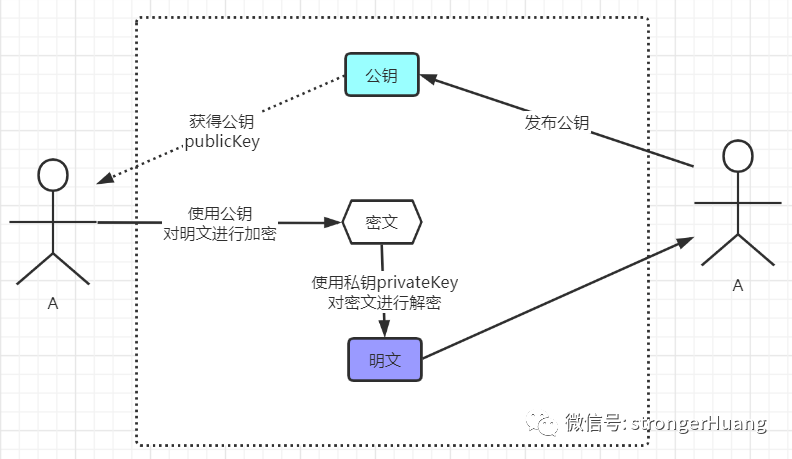 公钥
获得公钥
publicKey
发布公钥
使用公钥
对明文进行加密
密文
A
A
使用私钥privateKey
对密文进行解密
明文
微信号: strongerHuang